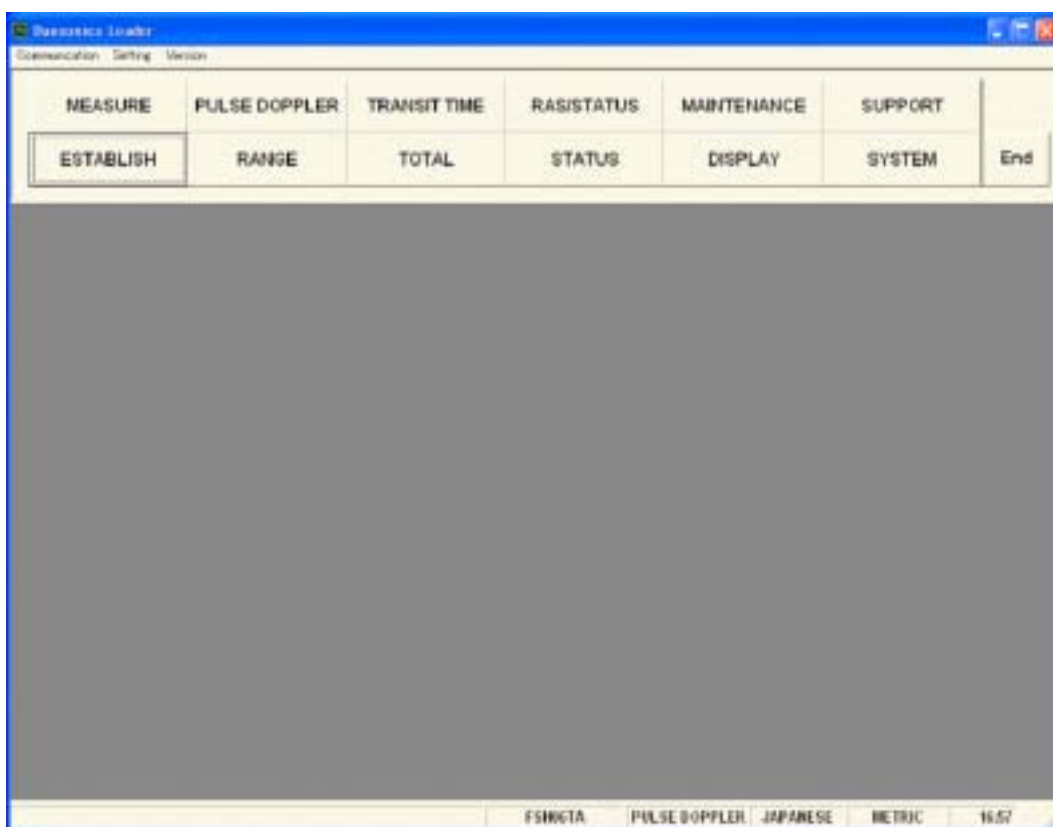 Duosonics Loader
Communication Setting Version
MEASURE PULSE DOPPLER TRANSIT TIME RAS/STATUS MAINTENANCE SUPPORT
ESTABLISH RANGE TOTAL STATUS DISPLAY SYSTEM End
PULSE DOPPLER JAPANESE METRIC 16:57